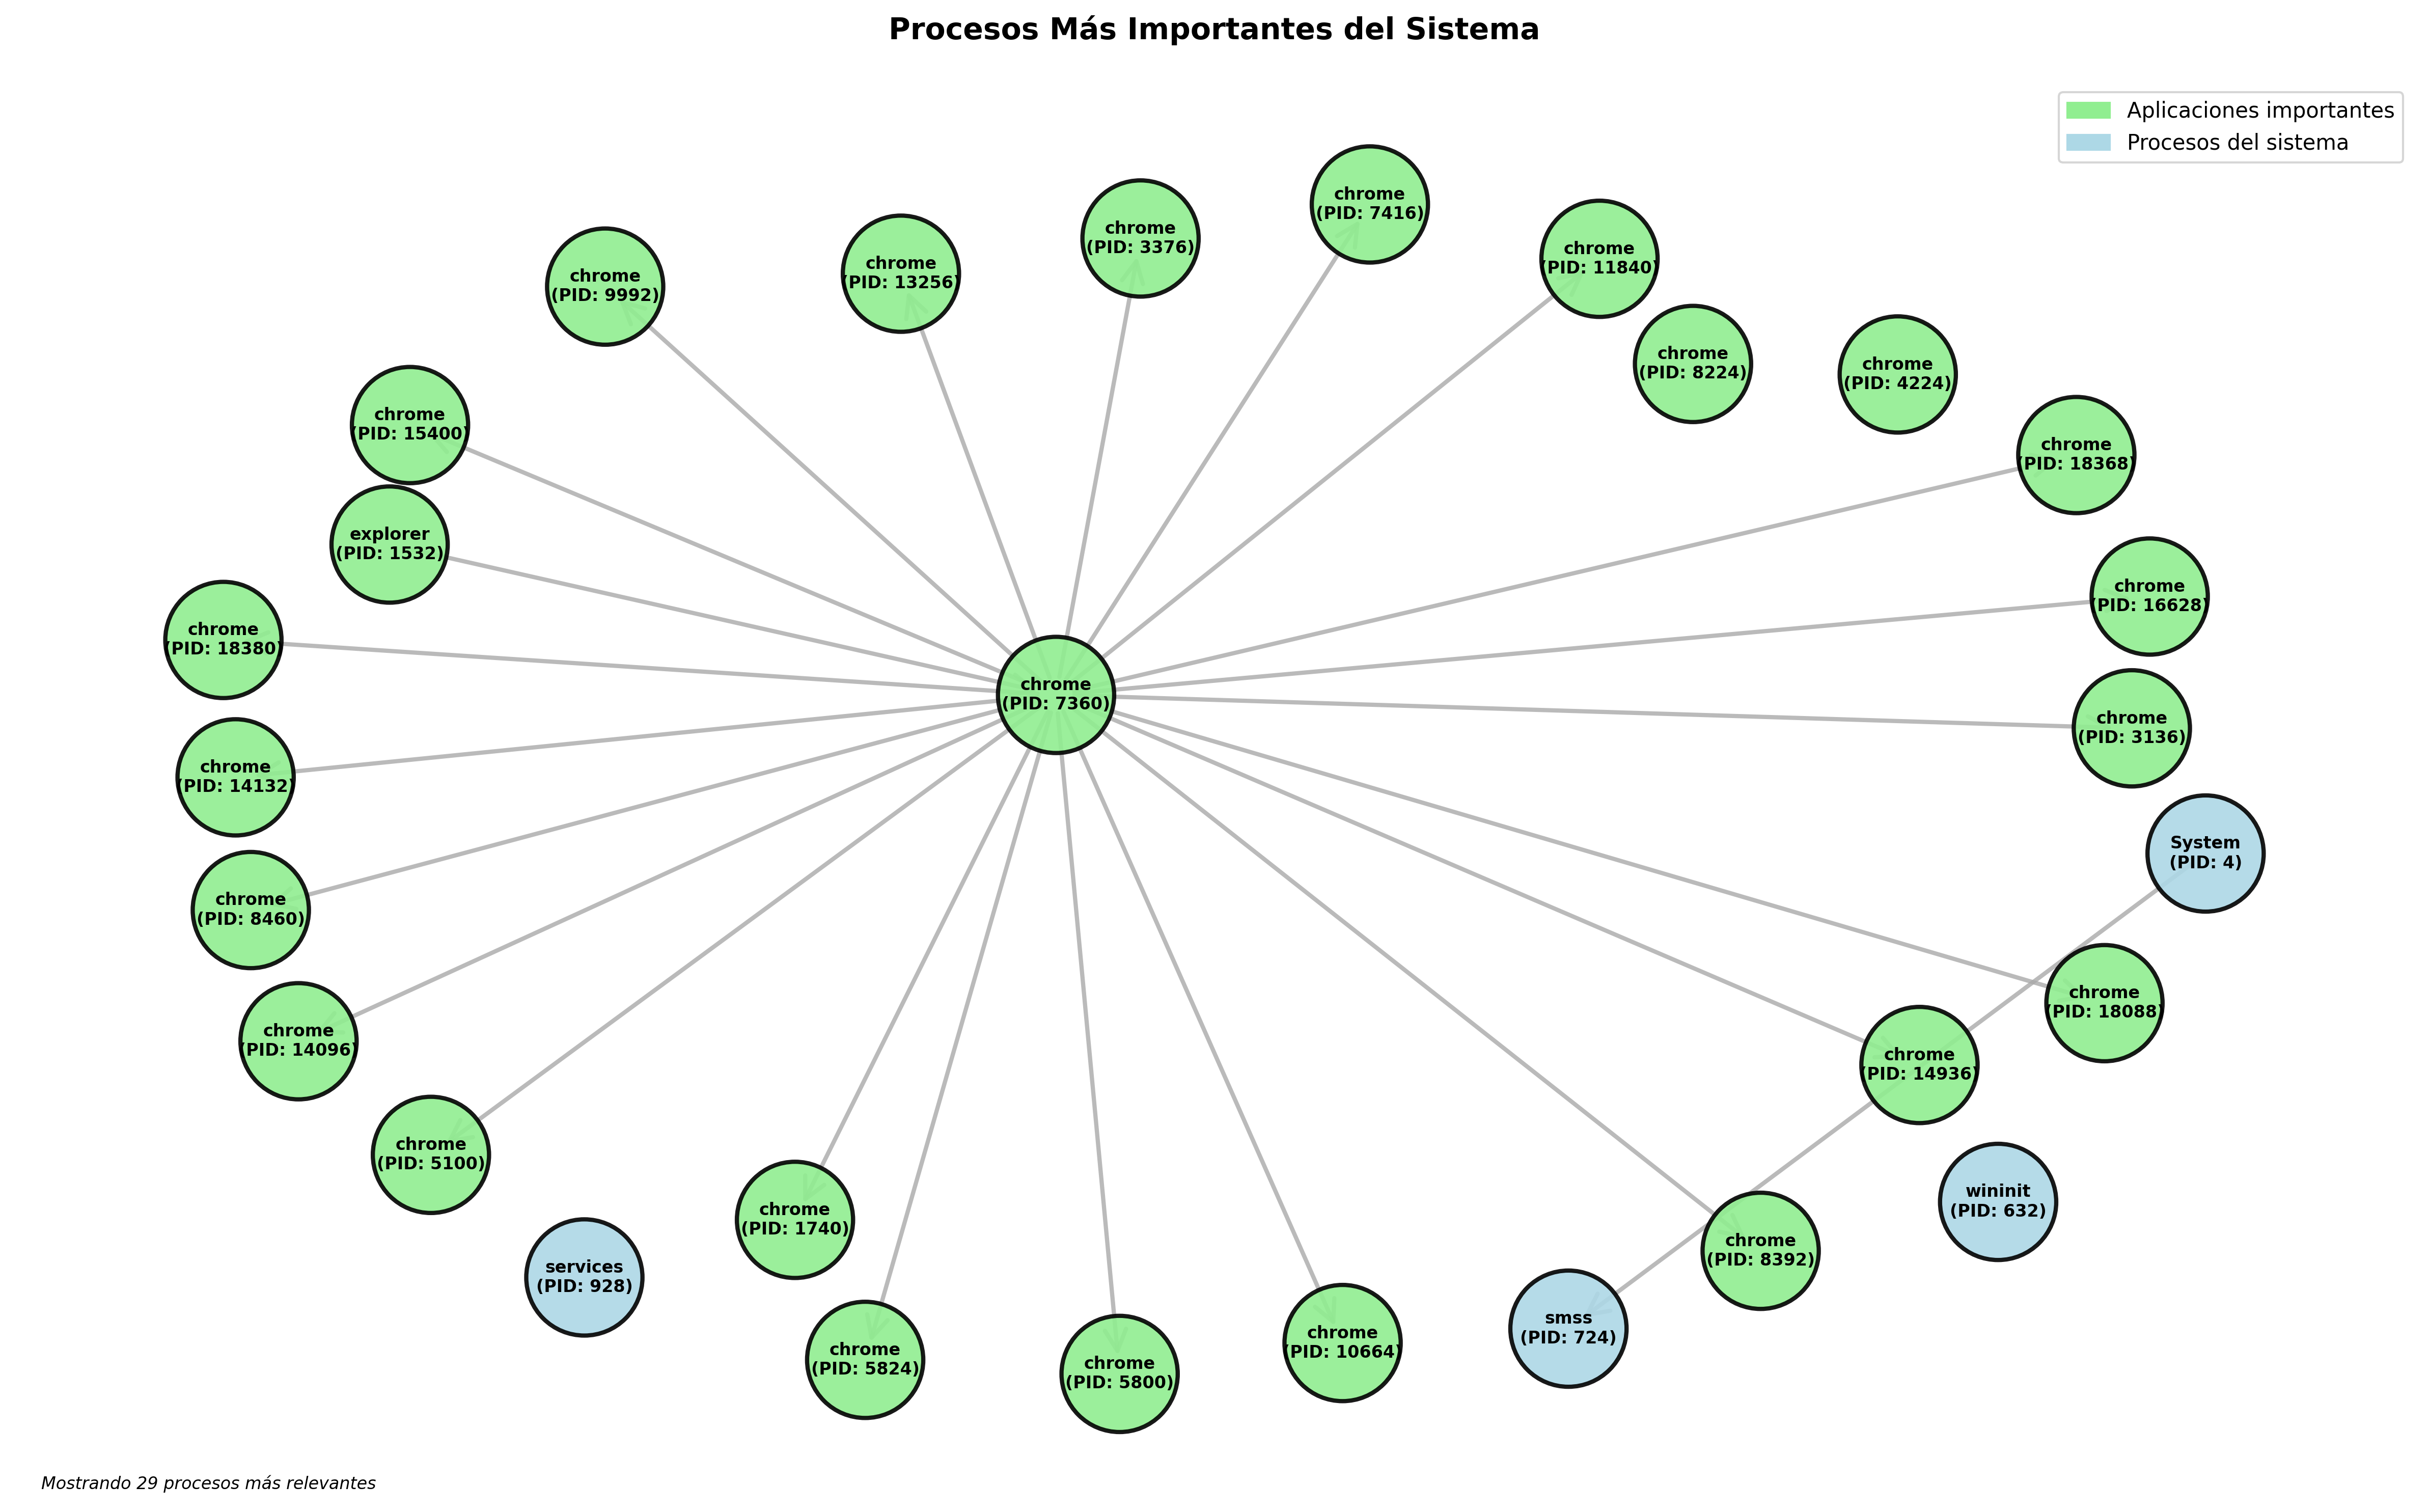 Procesos Más Importantes del Sistema
Aplicaciones importantes
Procesos del sistema
chrome
(PID: 7416)
chrome
(PID: 3376)
chrome
(PID: 11840)
chrome
(PID: 13256)
chrome
(PID: 9992)
chrome
(PID: 8224)
chrome
(PID: 4224)
chrome
(PID: 15400)
chrome
(PID: 18368)
explorer
(PID: 1532)
chrome
(PID: 16628)
chrome
(PID: 18380)
chrome
(PID: 7360)
chrome
(PID: 3136)
chrome
(PID: 14132)
System
(PID: 4)
chrome
(PID: 8460)
chrome
(PID: 18088)
chrome
(PID: 14096)
chrome
(PID: 14936)
chrome
(PID: 5100)
wininit
(PID: 632)
chrome
(PID: 1740)
chrome
(PID: 8392)
services
(PID: 928)
smss
(PID: 724)
chrome
(PID: 10664)
chrome
(PID: 5824)
chrome
(PID: 5800)
Mostrando 29 procesos más relevantes